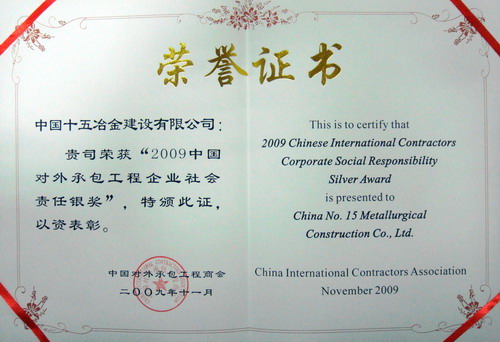 荣誉证书
中国十五冶金建设有限公司：
贵司荣获“2009中国
对外承包工程企业社会
责任银奖”，特颁此证，
以资表彰。
中国对外承包工程商会
二〇〇九年十一月
This is to certify that
2009 Chinese International Contractors
Corporate Social Responsibility
Silver Award
is presented to
China No. 15 Metallurgical
Construction Co., Ltd.
China International Contractors Association
November 2009